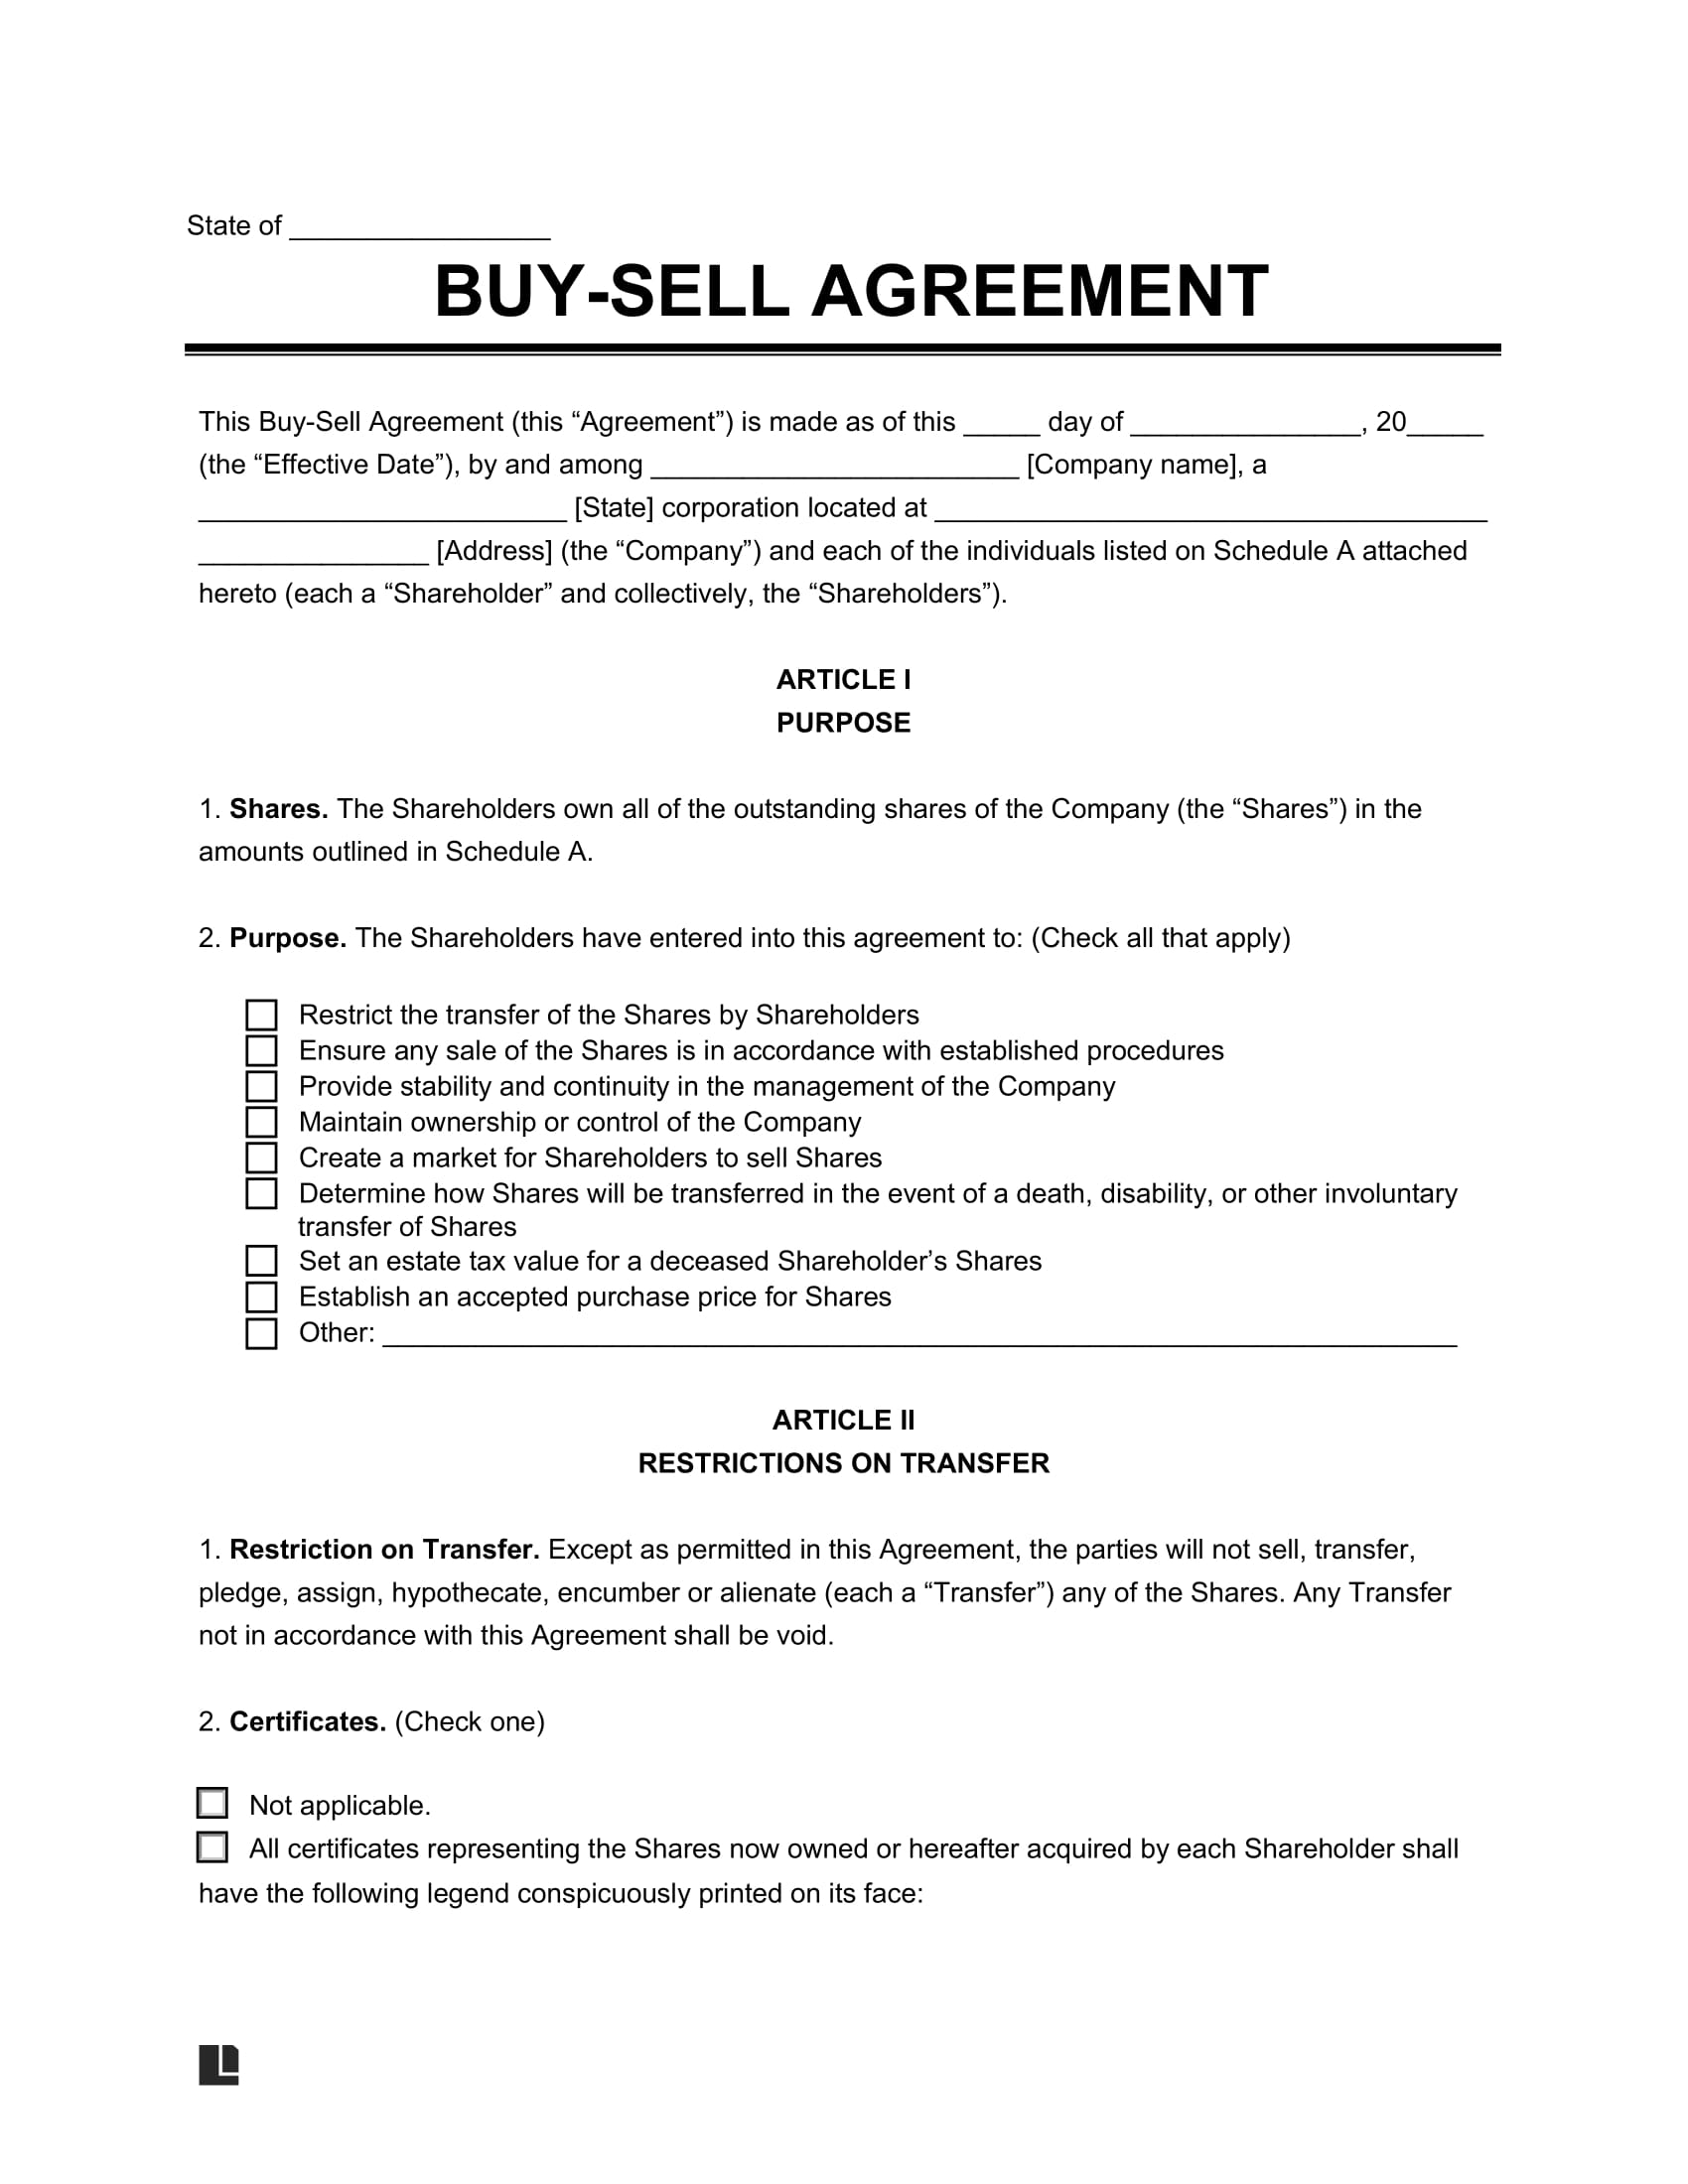 State of _________________
BUY-SELL AGREEMENT
This Buy-Sell Agreement (this “Agreement”) is made as of this _____ day of _______________, 20_____
(the “Effective Date”), by and among ________________________ [Company name], a
________________________ [State] corporation located at ____________________________________
_______________ [Address] (the “Company”) and each of the individuals listed on Schedule A attached
hereto (each a “Shareholder” and collectively, the “Shareholders”).
ARTICLE I
PURPOSE
1. Shares. The Shareholders own all of the outstanding shares of the Company (the “Shares”) in the
amounts outlined in Schedule A.
2. Purpose. The Shareholders have entered into this agreement to: (Check all that apply)
Restrict the transfer of the Shares by Shareholders
Ensure any sale of the Shares is in accordance with established procedures
Provide stability and continuity in the management of the Company
Maintain ownership or control of the Company
Create a market for Shareholders to sell Shares
Determine how Shares will be transferred in the event of a death, disability, or other involuntary
transfer of Shares
Set an estate tax value for a deceased Shareholder’s Shares
Establish an accepted purchase price for Shares
Other: ______________________________________________________________________
ARTICLE II
RESTRICTIONS ON TRANSFER
1. Restriction on Transfer. Except as permitted in this Agreement, the parties will not sell, transfer,
pledge, assign, hypothecate, encumber or alienate (each a “Transfer”) any of the Shares. Any Transfer
not in accordance with this Agreement shall be void.
2. Certificates. (Check one)
Not applicable.
All certificates representing the Shares now owned or hereafter acquired by each Shareholder shall
have the following legend conspicuously printed on its face: